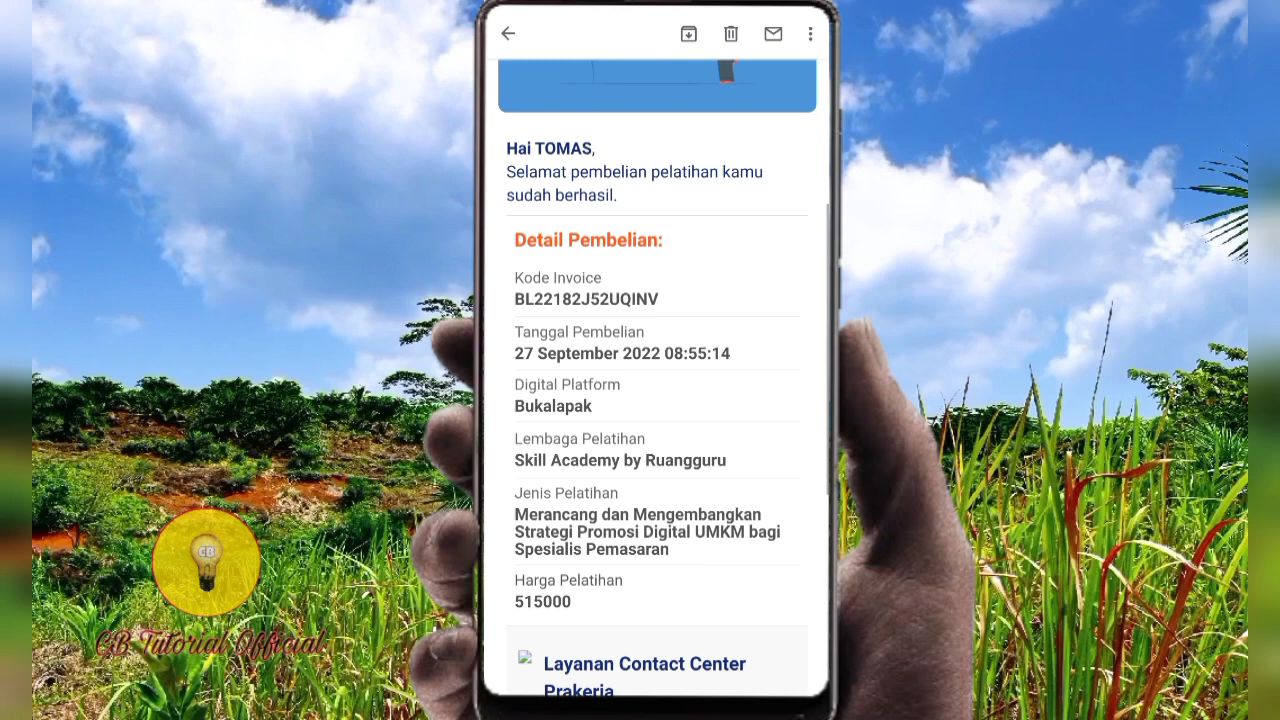 Hai TOMAS,
Selamat pembelian pelatihan kamu
sudah berhasil.
Detail Pembelian:
Kode Invoice
BL22182J52UQINV
Tanggal Pembelian
27 September 2022 08:55:14
Digital Platform
Bukalapak
Lembaga Pelatihan
Skill Academy by Ruangguru
Jenis Pelatihan
Merancang dan Mengembangkan
Strategi Promosi Digital UMKM bagi
Spesialis Pemasaran
Harga Pelatihan
515000
Layanan Contact Center
Prakerja
GB
GB Tutorial Official